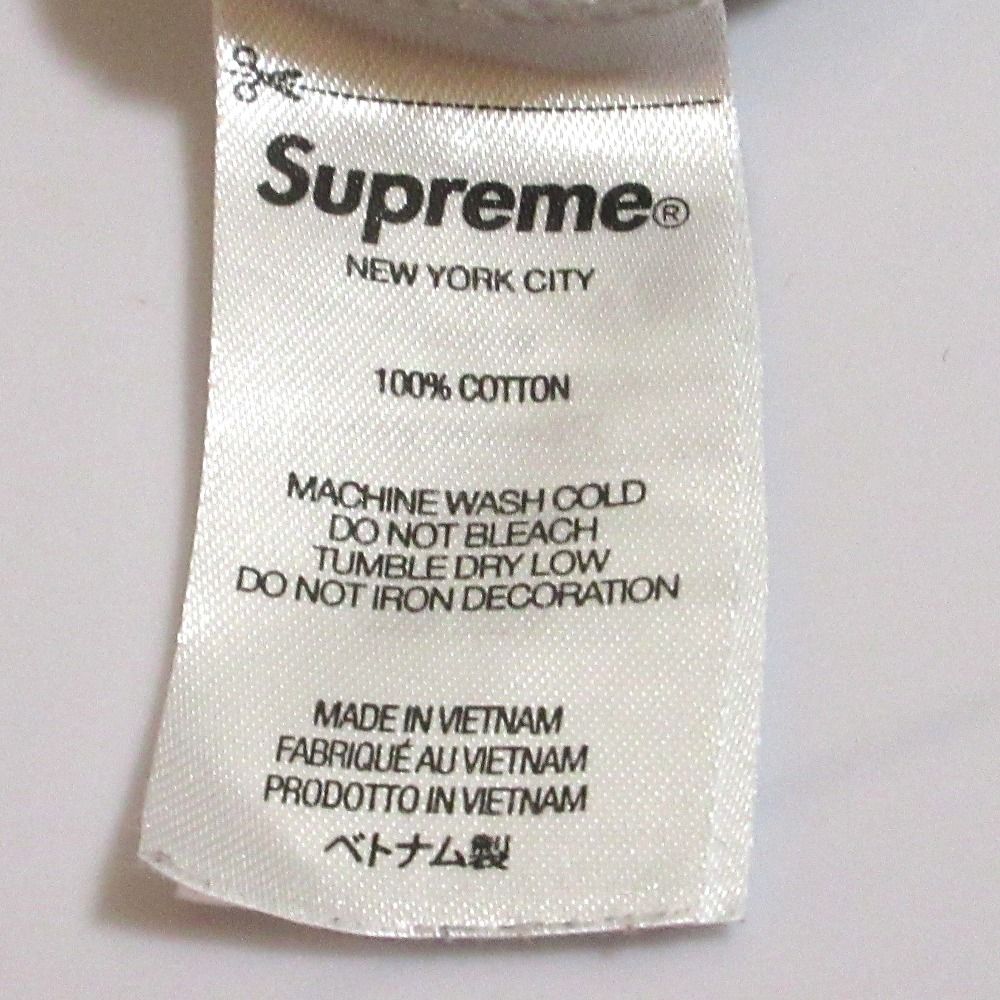 Supreme®
NEW YORK CITY
100% COTTON
MACHINE WASH COLD
DO NOT BLEACH
TUMBLE DRY LOW
DO NOT IRON DECORATION
MADE IN VIETNAM
FABRIQUÉ AU VIETNAM
PRODOTTO IN VIETNAM
ベトナム製